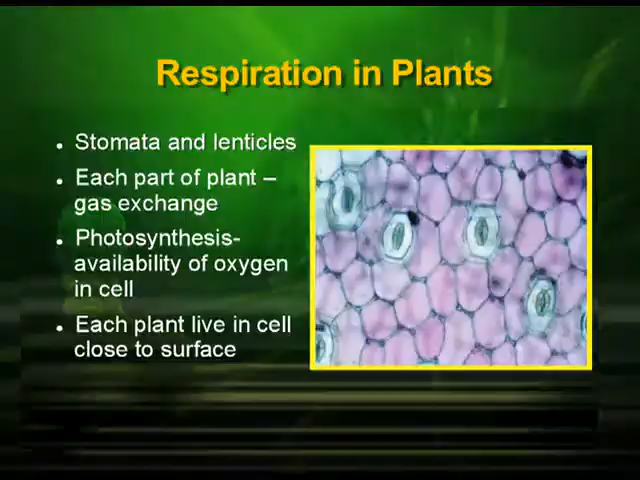 Respiration in Plants
• Stomata and lenticles
• Each part of plant –
gas exchange
• Photosynthesis-
availability of oxygen
in cell
• Each plant live in cell
close to surface